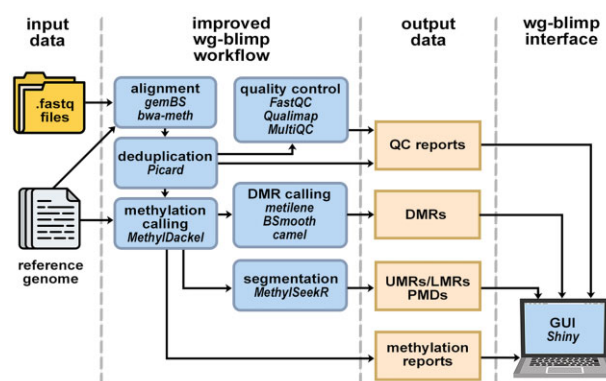 input
data
improved
wg-blimp
workflow
output
data
wg-blimp
interface
.fastq
files
reference
genome
alignment
gemBS
bwa-meth
deduplication
Picard
methylation
calling
MethylDackel
quality control
FastQC
Qualimap
MultiQC
DMR calling
metilene
BSmooth
camel
segmentation
MethylSeekR
QC reports
DMRs
UMRs/LMRs
PMDs
methylation
reports
GUI
Shiny